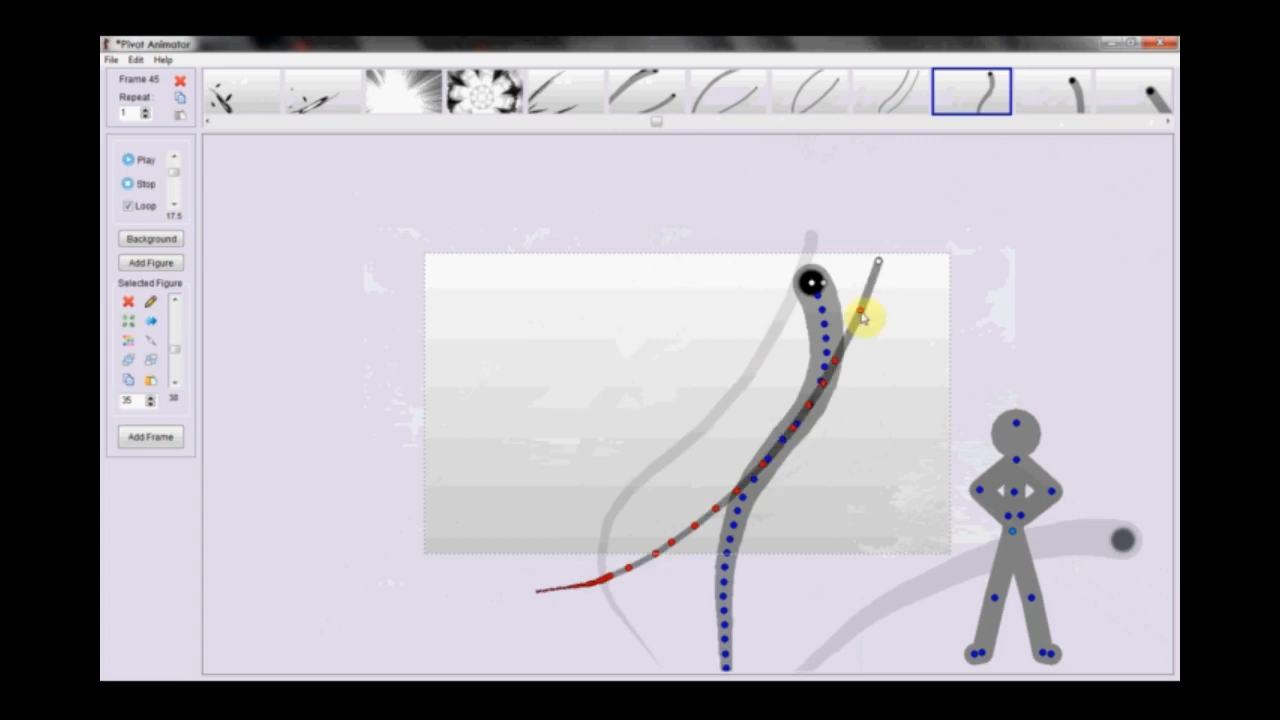 *Pivot Animator
File Edit Help
Frame 45
Repeat :
1
Play
Stop
Loop
17.5
Background
Add Figure
Selected Figure
35
38
Add Frame